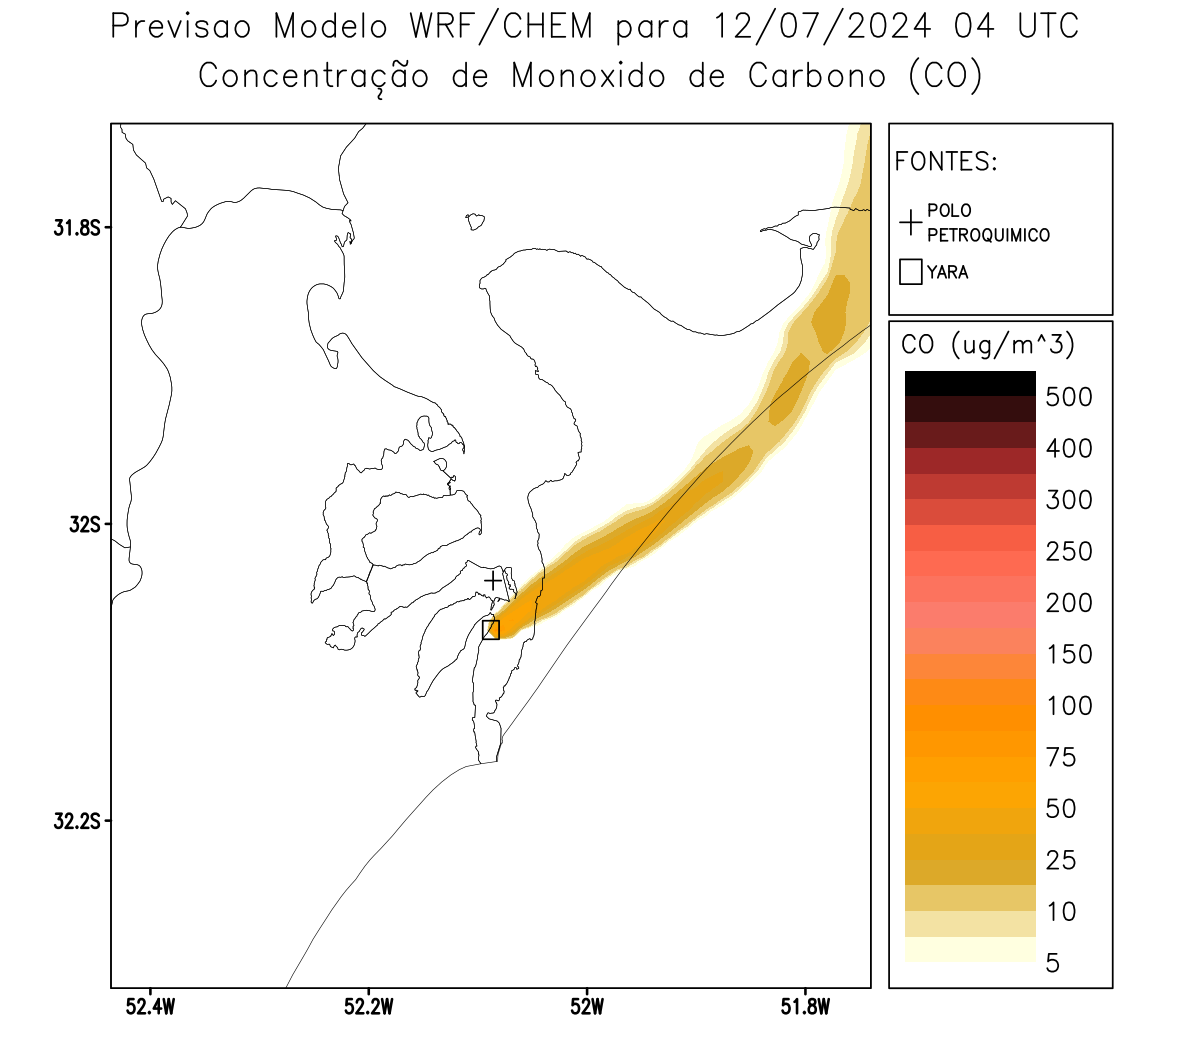 Previsao Modelo WRF/CHEM para 12/07/2024 04 UTC
Concentração de Monoxido de Carbono (CO)
FONTES:
POLO
PETROQUIMICO
YARA
CO (ug/m^3)
500
400
300
250
200
150
100
75
50
25
10
5
31.8S
32S
32.2S
52.4W
52.2W
52W
51.8W